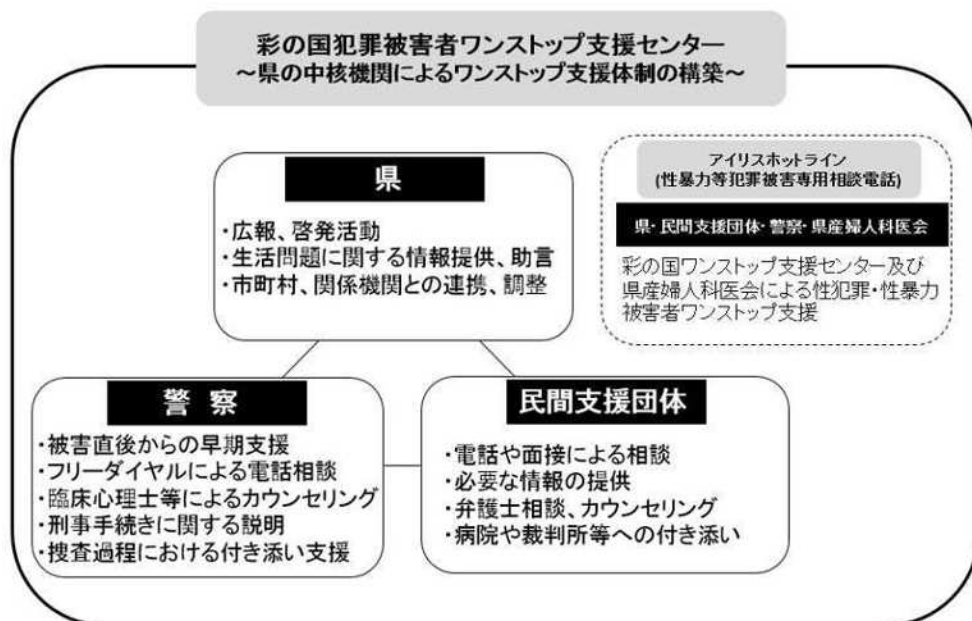 彩の国犯罪被害者ワンストップ支援センター
～県の中核機関によるワンストップ支援体制の構築～
県
・広報、啓発活動
・生活問題に関する情報提供、助言
・市町村、関係機関との連携、調整
アイリスホットライン
(性暴力等犯罪被害専用相談電話)
県・民間支援団体・警察・県産婦人科医会
彩の国ワンストップ支援センター及び
県産婦人科医会による性犯罪・性暴力
被害者ワンストップ支援
警 察
・被害直後からの早期支援
・フリーダイヤルによる電話相談
・臨床心理士等によるカウンセリング
・刑事手続きに関する説明
・捜査過程における付き添い支援
民間支援団体
・電話や面接による相談
・必要な情報の提供
・弁護士相談、カウンセリング
・病院や裁判所等への付き添い